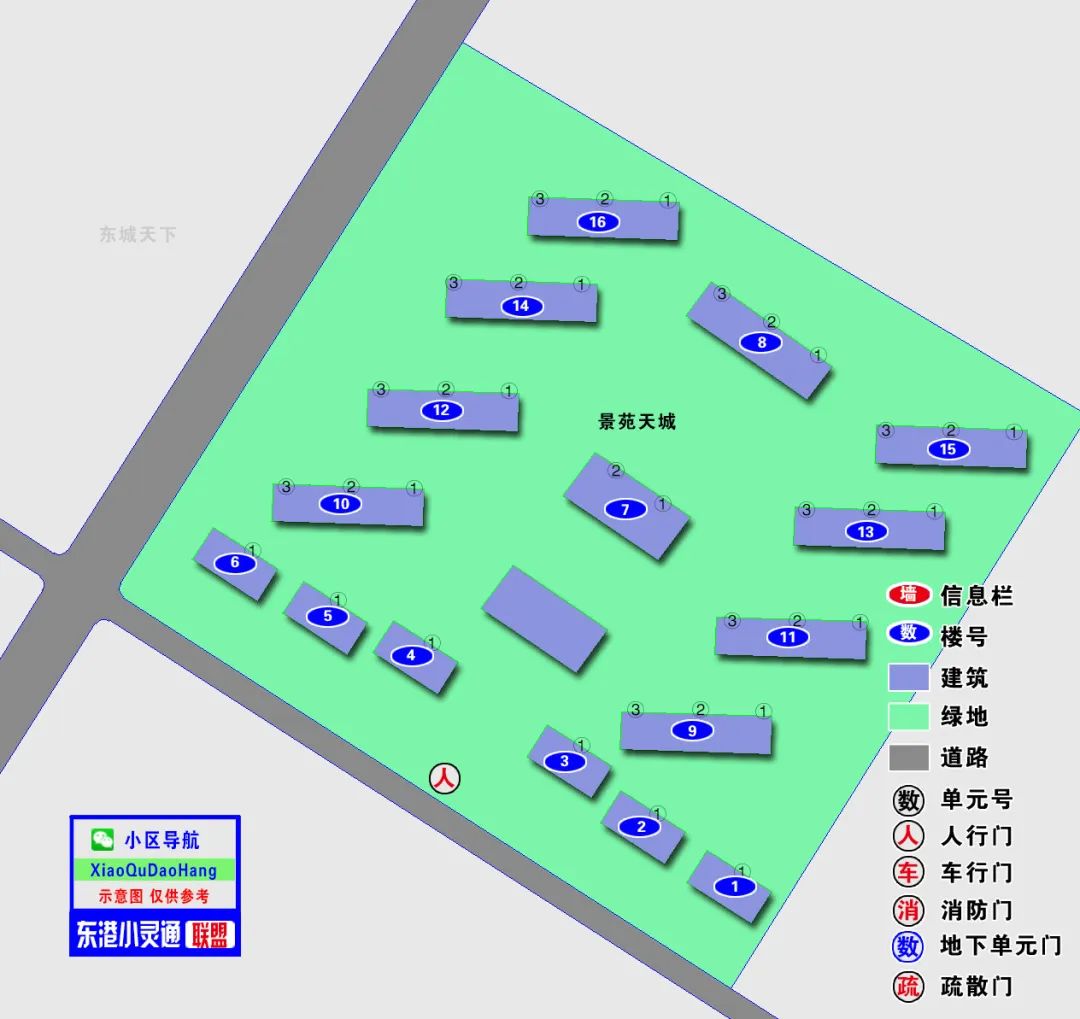 3 2 1
16
东城天下
3 2 1
14
3
2
8
1
3 2 1
12
景苑天城
3 2 1
15
2
7
1
3 2 1
10
3 2 1
13
1
6
1
5
墙 信息栏
3 2 1
11
数 楼号
1
4
建筑
3 2 1
9
绿地
1
3
道路
人
数 单元号
1
2
小区导航
人 人行门
XiaoQuDaoHang
车 车行门
1
1
示意图 仅供参考
消 消防门
东港小灵通 联盟
数 地下单元门
疏 疏散门